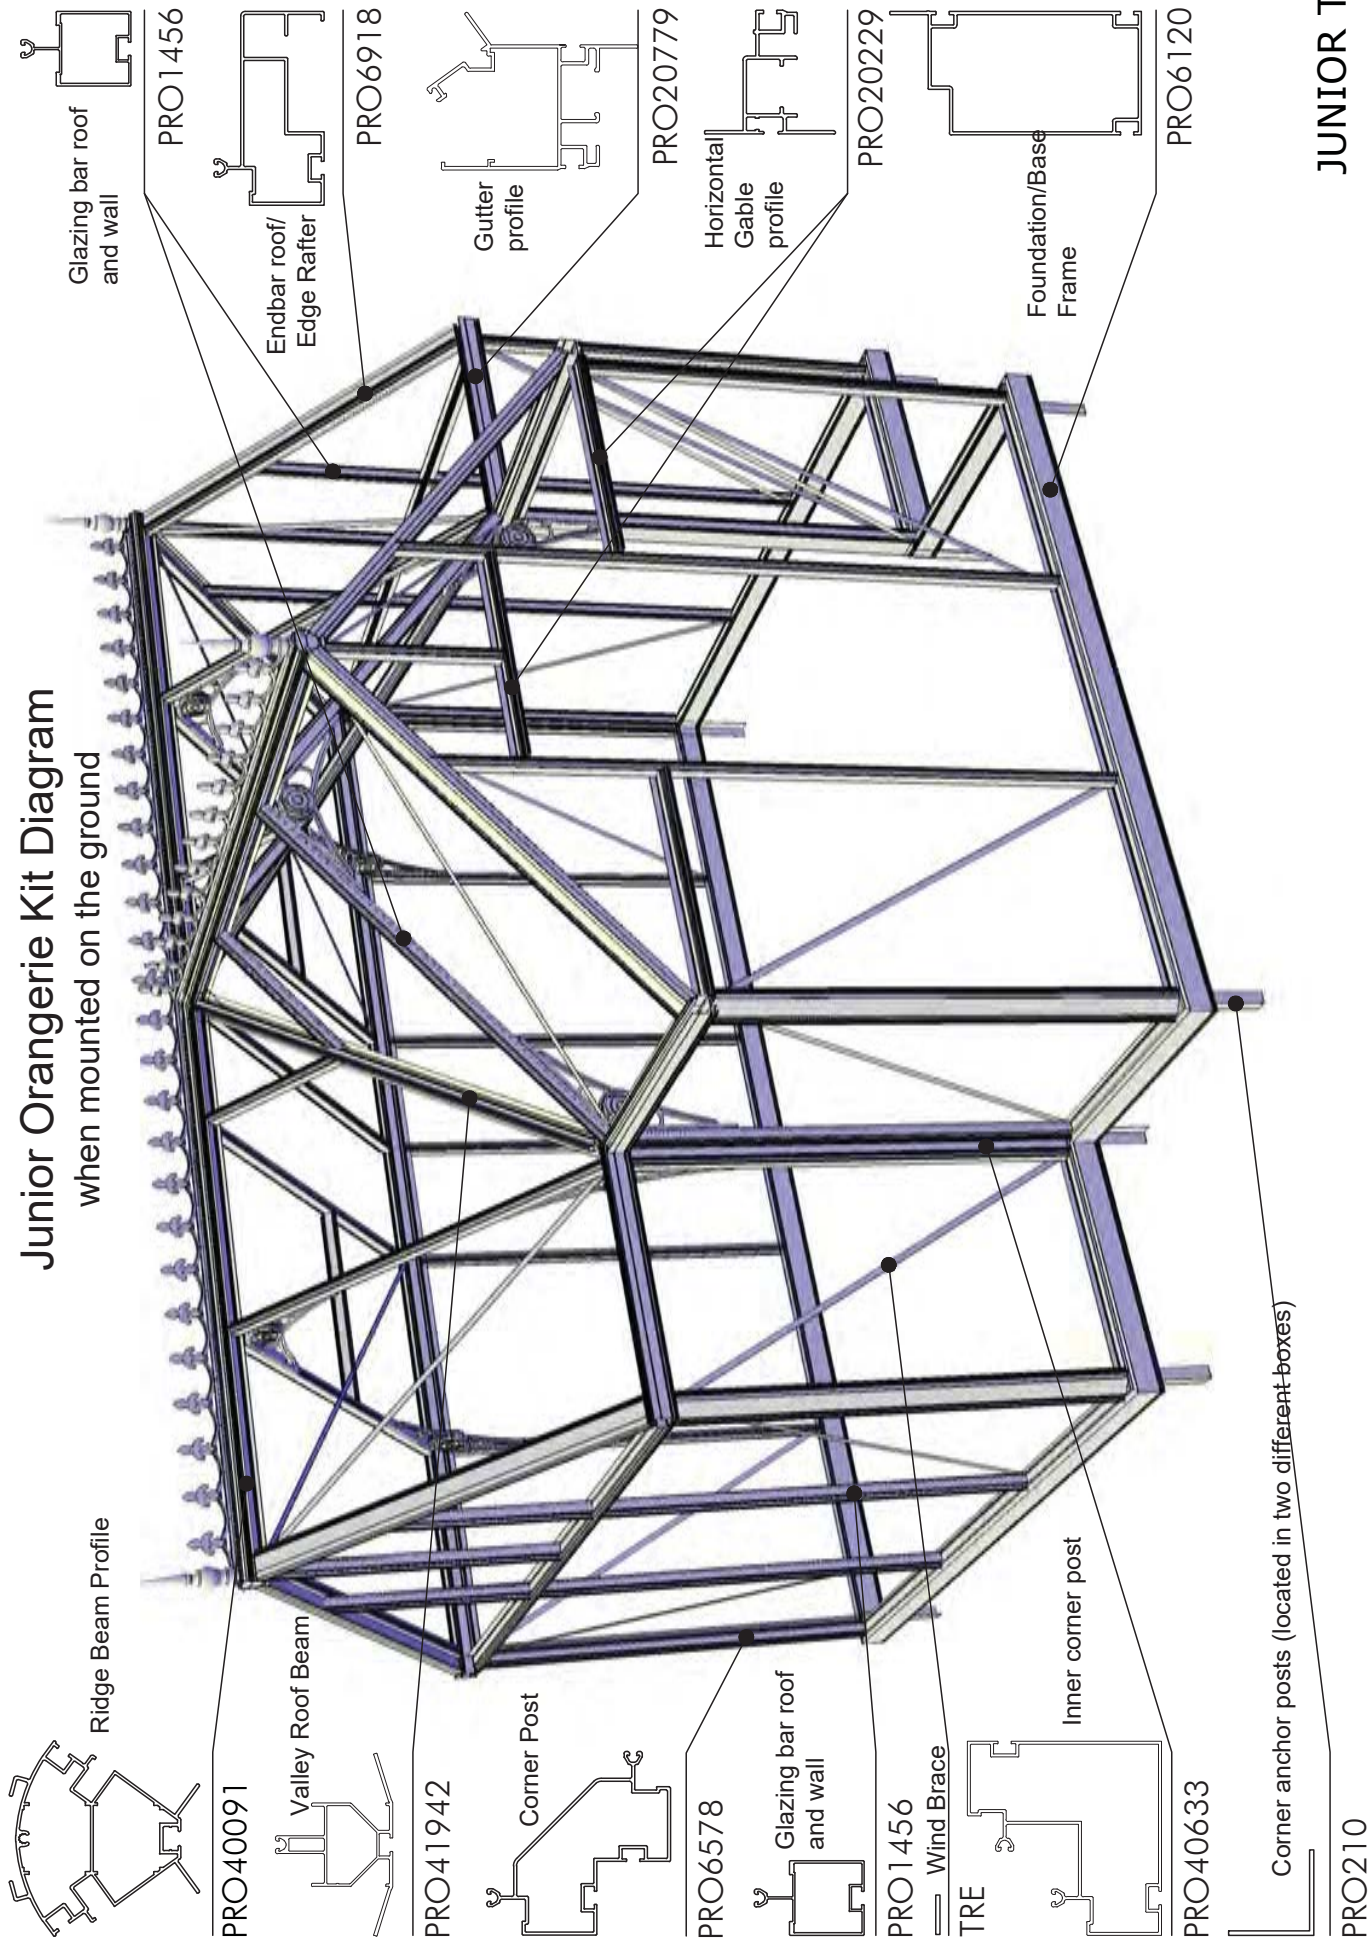 Junior Orangerie Kit Diagram
when mounted on the ground
Ridge Beam Profile
PRO40091
Valley Roof Beam
PRO41942
Corner Post
PRO6578
Glazing bar roof
and wall
PRO1456
Wind Brace
TRE
Inner corner post
PRO40633
Corner anchor posts (located in two different boxes)
PRO210
Glazing bar roof
and wall
PRO1456
Endbar roof/
Edge Rafter
PRO6918
Gutter
profile
PRO20779
Horizontal
Gable
profile
PRO20229
Foundation/Base
Frame
PRO6120
JUNIOR T